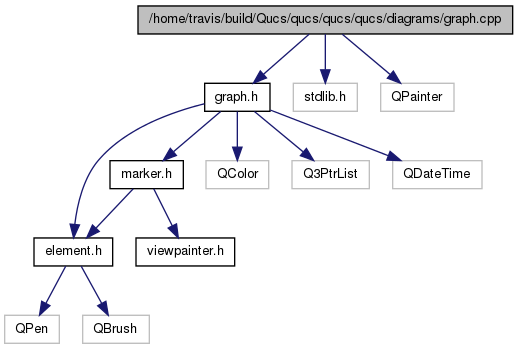 /home/travis/build/Qucs/qucs/qucs/qucs/diagrams/graph.cpp
graph.h
stdlib.h
QPainter
marker.h
QColor
Q3PtrList
QDateTime
element.h
viewpainter.h
QPen
QBrush